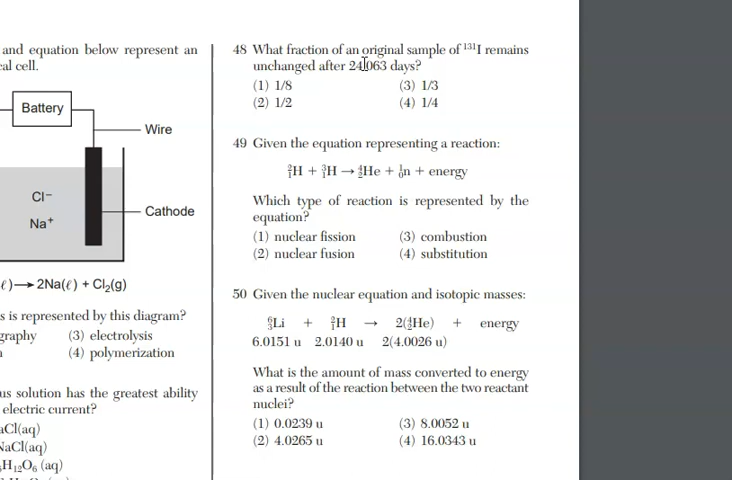 and equation below represent an
cal cell.
Battery
Wire
Cl−
Na+
Cathode
ℓ) → 2Na(ℓ) + Cl2(g)
s is represented by this diagram?
graphy (3) electrolysis
(4) polymerization
us solution has the greatest ability
electric current?
aCl(aq)
NaCl(aq)
H12O6 (aq)
48 What fraction of an original sample of 131I remains
unchanged after 24.063 days?
(1) 1/8 (3) 1/3
(2) 1/2 (4) 1/4
49 Given the equation representing a reaction:
²₁H + ³₁H → ⁴₂He + ¹₀n + energy
Which type of reaction is represented by the
equation?
(1) nuclear fission (3) combustion
(2) nuclear fusion (4) substitution
50 Given the nuclear equation and isotopic masses:
⁶₃Li + ²₁H → 2(⁴₂He) + energy
6.0151 u 2.0140 u 2(4.0026 u)
What is the amount of mass converted to energy
as a result of the reaction between the two reactant
nuclei?
(1) 0.0239 u (3) 8.0052 u
(2) 4.0265 u (4) 16.0343 u